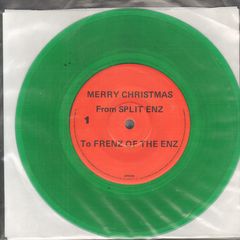 MERRY CHRISTMAS
From SPLIT ENZ
1
To FRENZ OF THE ENZ